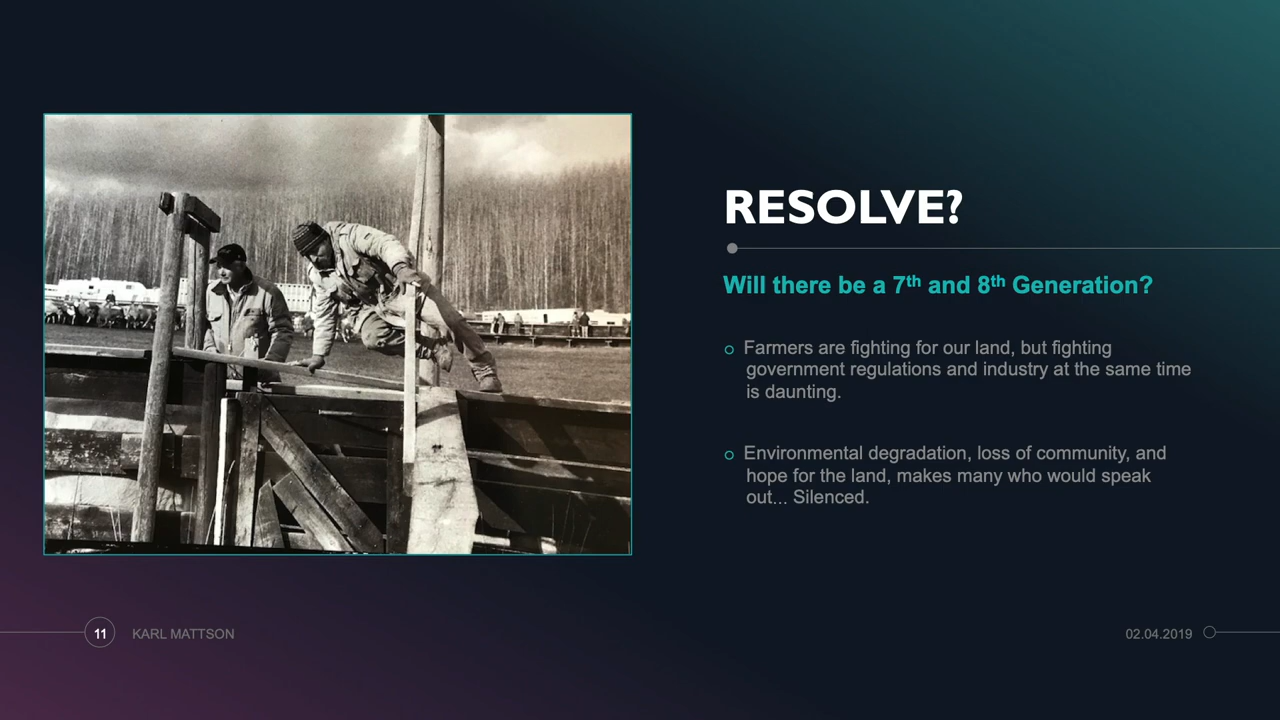 RESOLVE?
Will there be a 7th and 8th Generation?
Farmers are fighting for our land, but fighting
government regulations and industry at the same time
is daunting.
Environmental degradation, loss of community, and
hope for the land, makes many who would speak
out... Silenced.
11
KARL MATTSON
02.04.2019